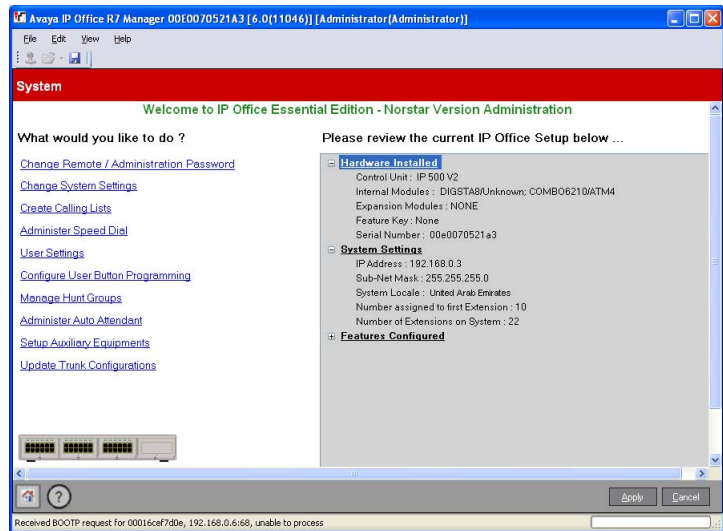 Avaya IP Office R7 Manager 00E0070521A3 [6.0(11046)] [Administrator(Administrator)]
File Edit View Help
System
Welcome to IP Office Essential Edition - Norstar Version Administration
What would you like to do ?
Change Remote / Administration Password
Change System Settings
Create Calling Lists
Administer Speed Dial
User Settings
Configure User Button Programming
Manage Hunt Groups
Administer Auto Attendant
Setup Auxiliary Equipments
Update Trunk Configurations
Please review the current IP Office Setup below ...
Hardware Installed
Control Unit : IP 500 V2
Internal Modules : DIGSTA8/Unknown; COMBO6210/ATM4
Expansion Modules : NONE
Feature Key : None
Serial Number : 00e0070521a3
System Settings
IP Address : 192.168.0.3
Sub-Net Mask : 255.255.255.0
System Locale : United Arab Emirates
Number assigned to first Extension : 10
Number of Extensions on System : 22
Features Configured
Apply Cancel
Received BOOTP request for 00016cef7d0e, 192.168.0.6:68, unable to process